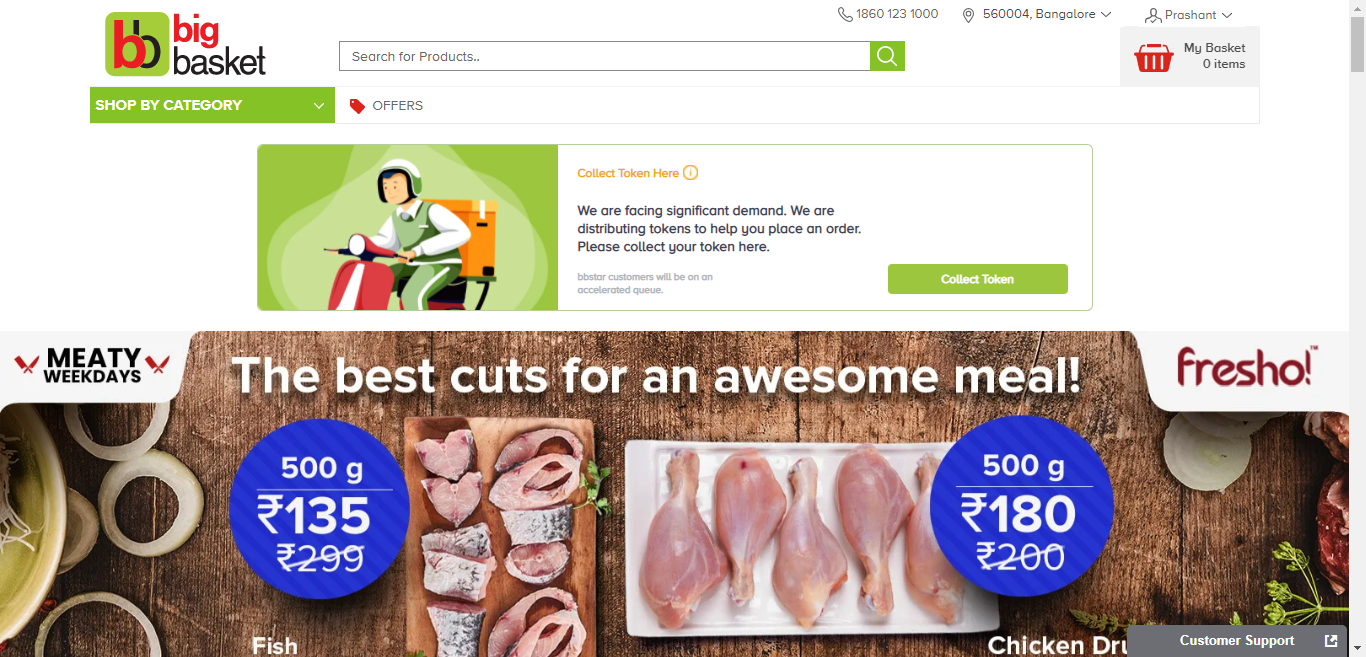 1860 123 1000
560004, Bangalore
Prashant
bb
big
basket
Search for Products..
My Basket
0 items
SHOP BY CATEGORY
OFFERS
Collect Token Here
We are facing significant demand. We are
distributing tokens to help you place an order.
Please collect your token here.
bbstar customers will be on an
accelerated queue.
Collect Token
MEATY
WEEKDAYS
The best cuts for an awesome meal!
fresho!™
500 g
₹135
₹299
Fish
500 g
₹180
₹200
Chicken Dru
Customer Support